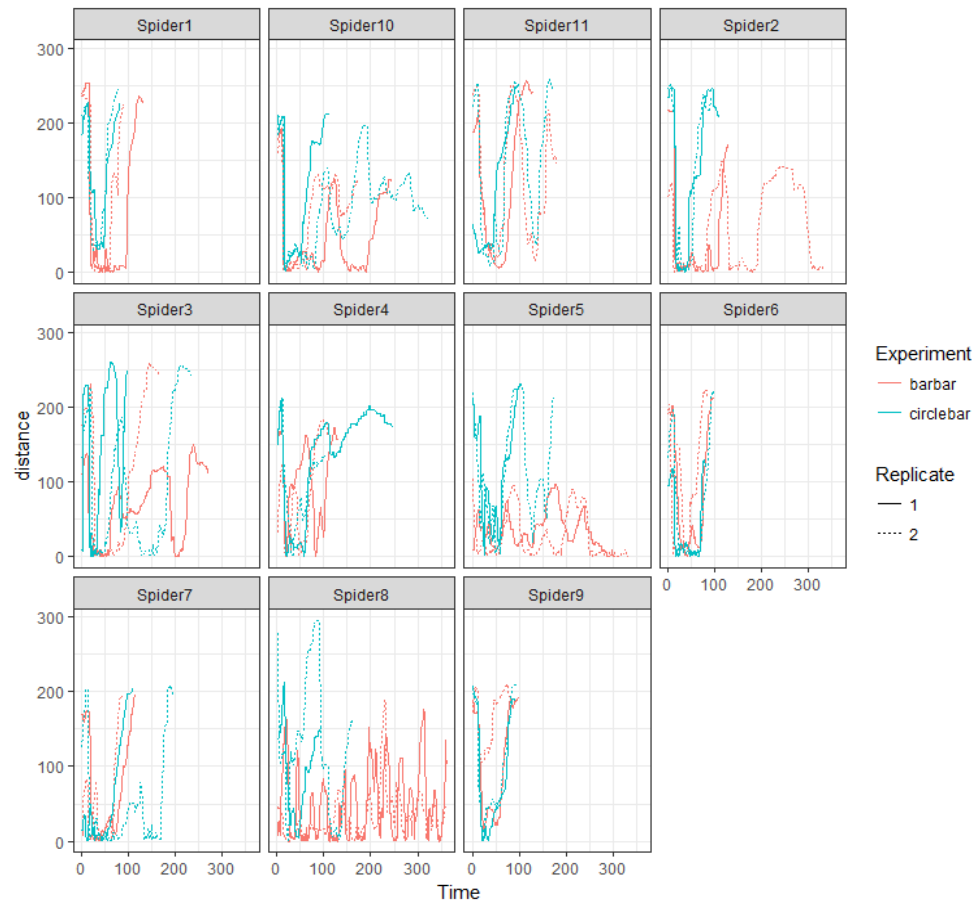 Spider1 Spider10 Spider11 Spider2
300
200
100
0
Spider3 Spider4 Spider5 Spider6
300
200
100
0
0 100 200 300
Spider7 Spider8 Spider9
300
200
100
0
0 100 200 300 0 100 200 300 0 100 200 300
distance
Time
Experiment
barbar
circlebar
Replicate
1
2